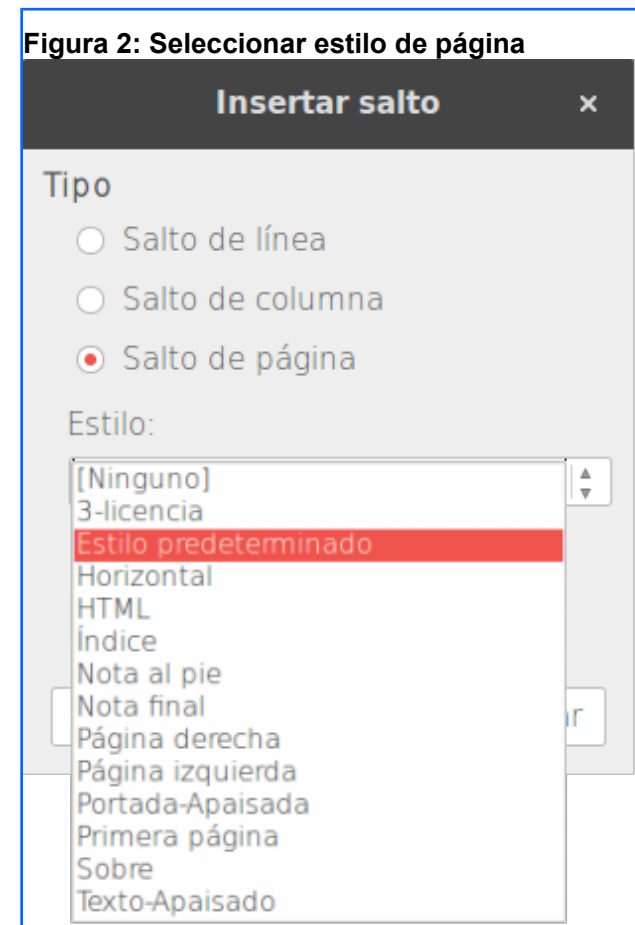 Figura 2: Seleccionar estilo de página
Insertar salto ×
Tipo
Salto de línea
Salto de columna
Salto de página
Estilo:
[Ninguno]
3-licencia
Estilo predeterminado
Horizontal
HTML
Índice
Nota al pie
Nota final
Página derecha
Página izquierda
Portada-Apaisada
Primera página
Sobre
Texto-Apaisado